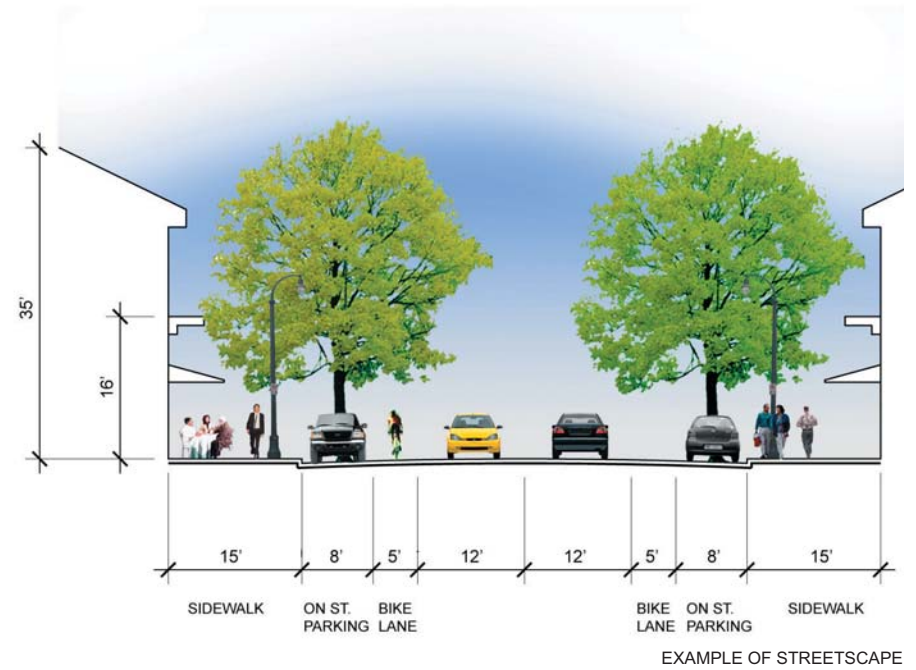 35'
16'
15' 8' 5' 12' 12' 5' 8' 15'
SIDEWALK ON ST. BIKE BIKE ON ST. SIDEWALK
PARKING LANE LANE PARKING
EXAMPLE OF STREETSCAPE